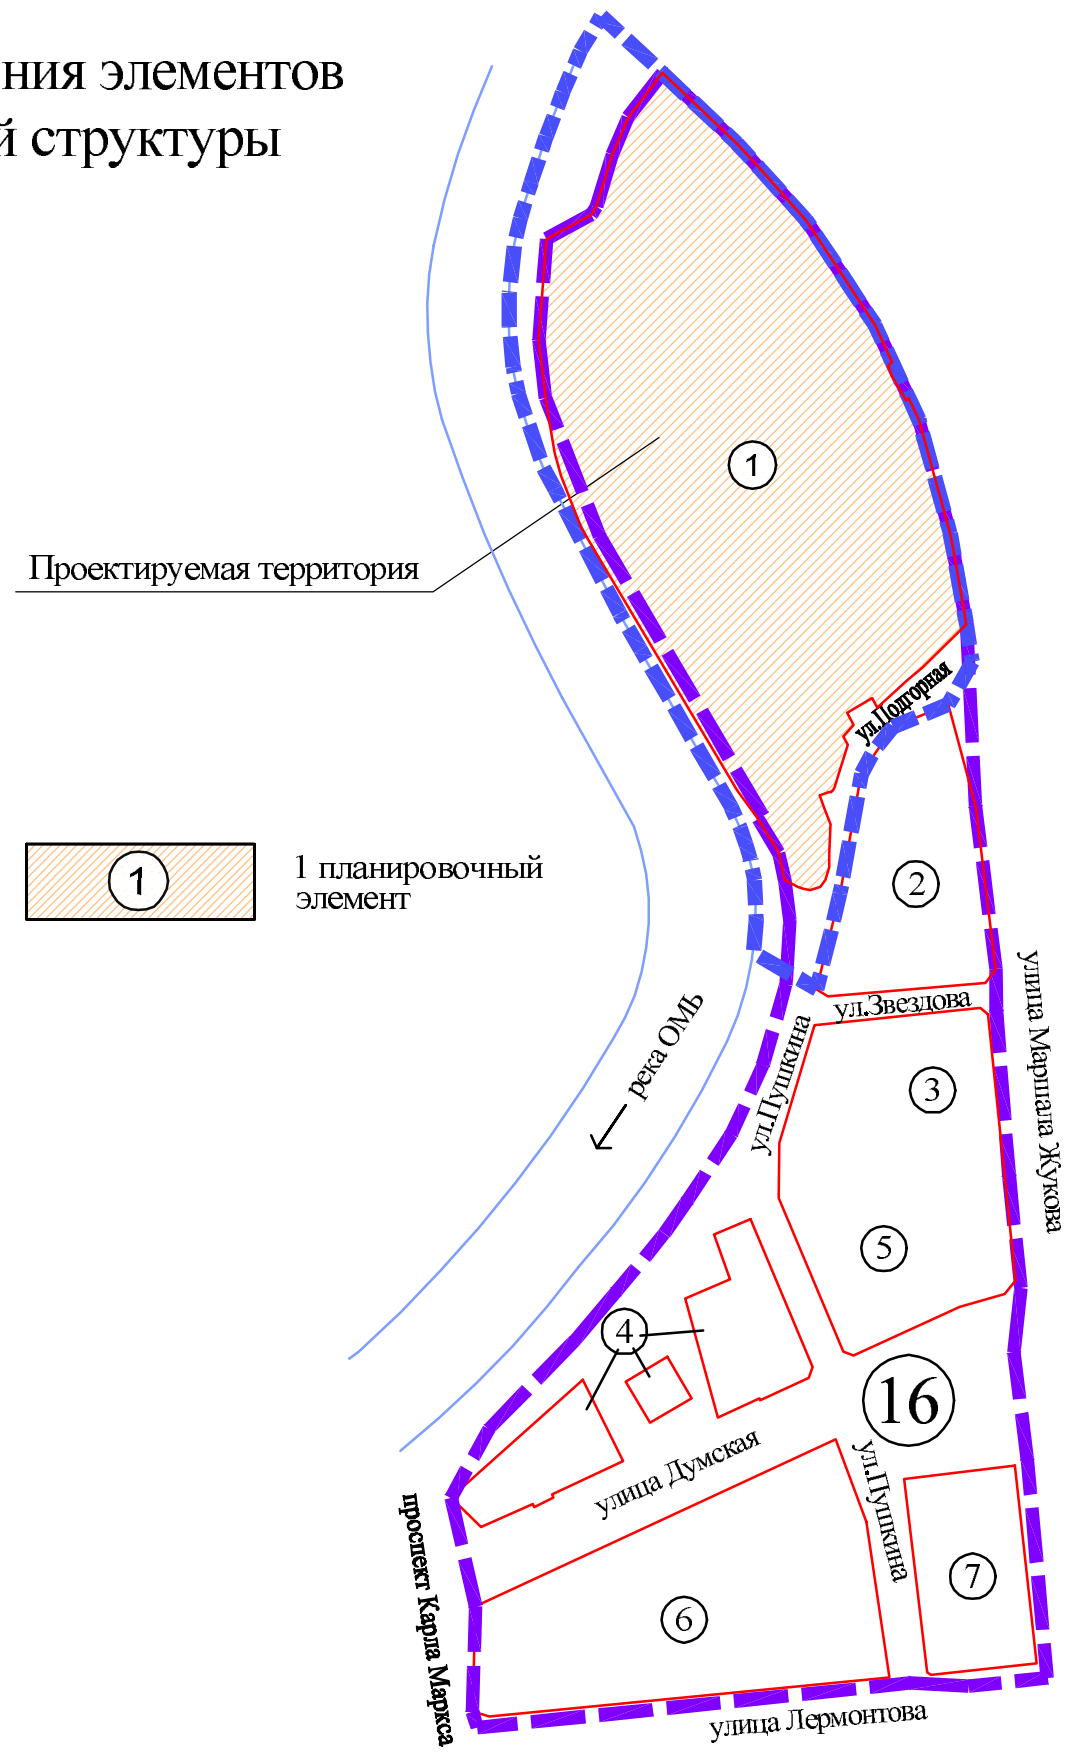 ния элементов
й структуры
1
Проектируемая территория
ул.Подгорная
1
1 планировочный
элемент
2
улица Маршала Жукова
ул.Звездова
река ОМЬ
ул.Пушкина
3
5
4
16
улица Думская
ул.Пушкина
проспект Карла Маркса
7
6
улица Лермонтова